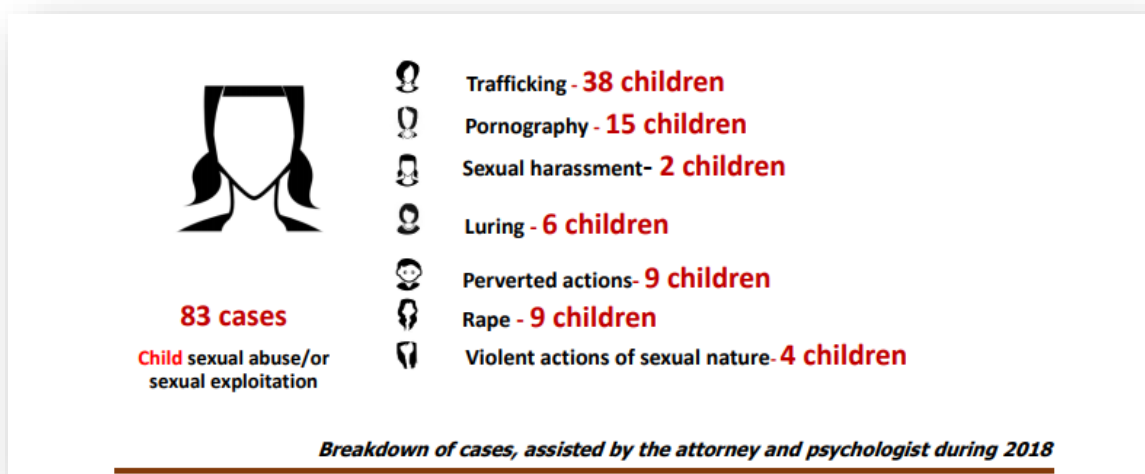 Trafficking - 38 children
Pornography - 15 children
Sexual harassment- 2 children
Luring - 6 children
Perverted actions- 9 children
Rape - 9 children
Violent actions of sexual nature- 4 children
83 cases
Child sexual abuse/or
sexual exploitation
Breakdown of cases, assisted by the attorney and psychologist during 2018